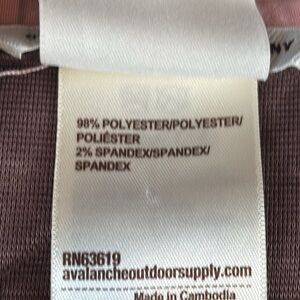 98% POLYESTER/POLYESTER/
POLIÉSTER
2% SPANDEX/SPANDEX/
SPANDEX
RN63619
avalancheoutdoorsupply.com
Made in Cambodia